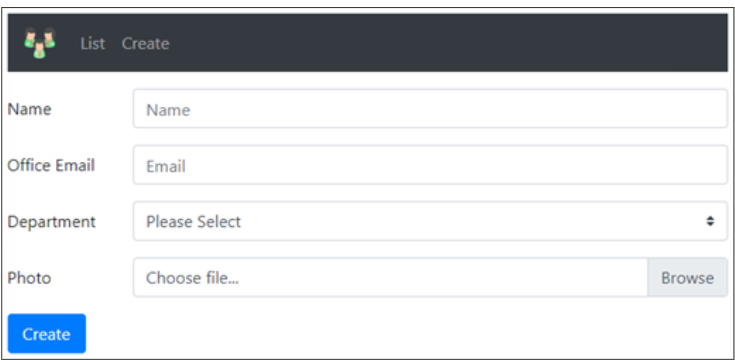 List Create
Name Name
Office Email Email
Department Please Select
Photo Choose file... Browse
Create